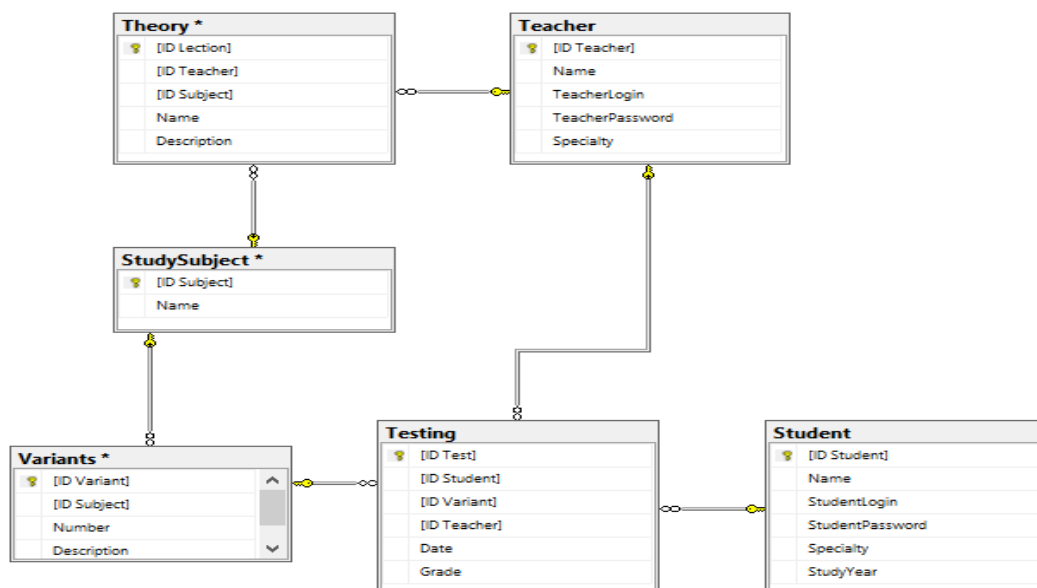 Theory *
[ID Lection]
[ID Teacher]
[ID Subject]
Name
Description
Teacher
[ID Teacher]
Name
TeacherLogin
TeacherPassword
Specialty
StudySubject *
[ID Subject]
Name
Variants *
[ID Variant]
[ID Subject]
Number
Description
Testing
[ID Test]
[ID Student]
[ID Variant]
[ID Teacher]
Date
Grade
Student
[ID Student]
Name
StudentLogin
StudentPassword
Specialty
StudyYear